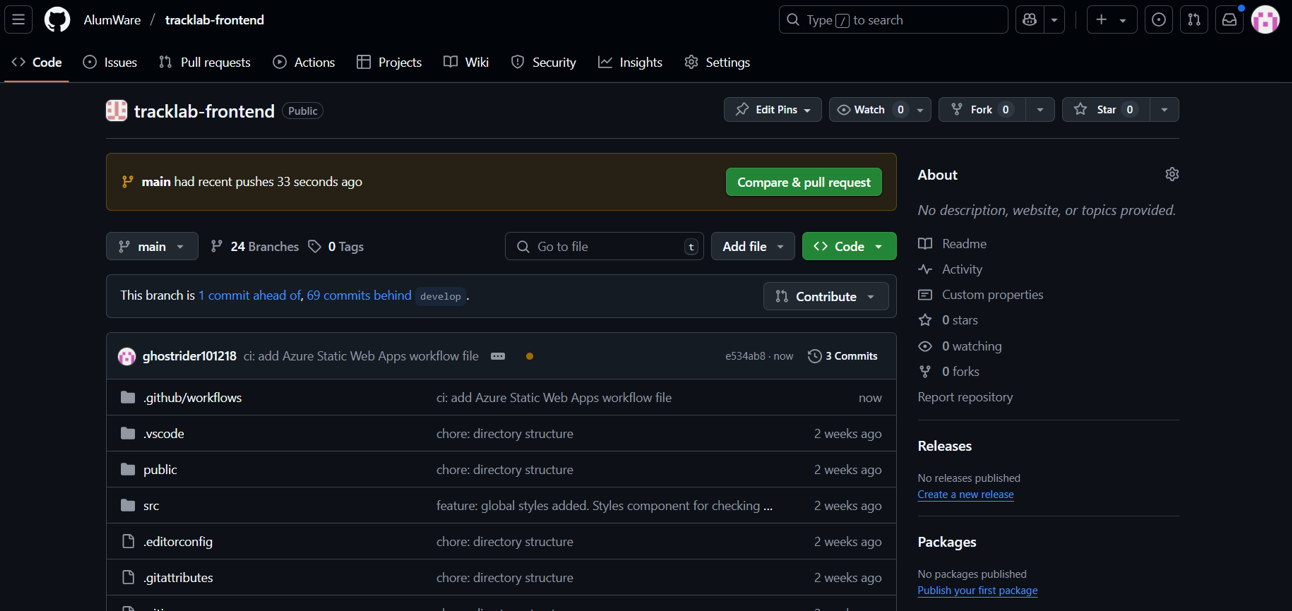 AlumWare / tracklab-frontend
Type / to search
Code Issues Pull requests Actions Projects Wiki Security Insights Settings
tracklab-frontend Public
Edit Pins Watch 0 Fork 0 Star 0
main had recent pushes 33 seconds ago
Compare & pull request
main 24 Branches 0 Tags
Go to file t
Add file
Code
This branch is 1 commit ahead of, 69 commits behind develop .
Contribute
ghostrider101218 ci: add Azure Static Web Apps workflow file e534ab8 · now 3 Commits
.github/workflows ci: add Azure Static Web Apps workflow file now
.vscode chore: directory structure 2 weeks ago
public chore: directory structure 2 weeks ago
src feature: global styles added. Styles component for checking ... 2 weeks ago
.editorconfig chore: directory structure 2 weeks ago
.gitattributes chore: directory structure 2 weeks ago
About
No description, website, or topics provided.
Readme
Activity
Custom properties
0 stars
0 watching
0 forks
Report repository
Releases
No releases published
Create a new release
Packages
No packages published
Publish your first package